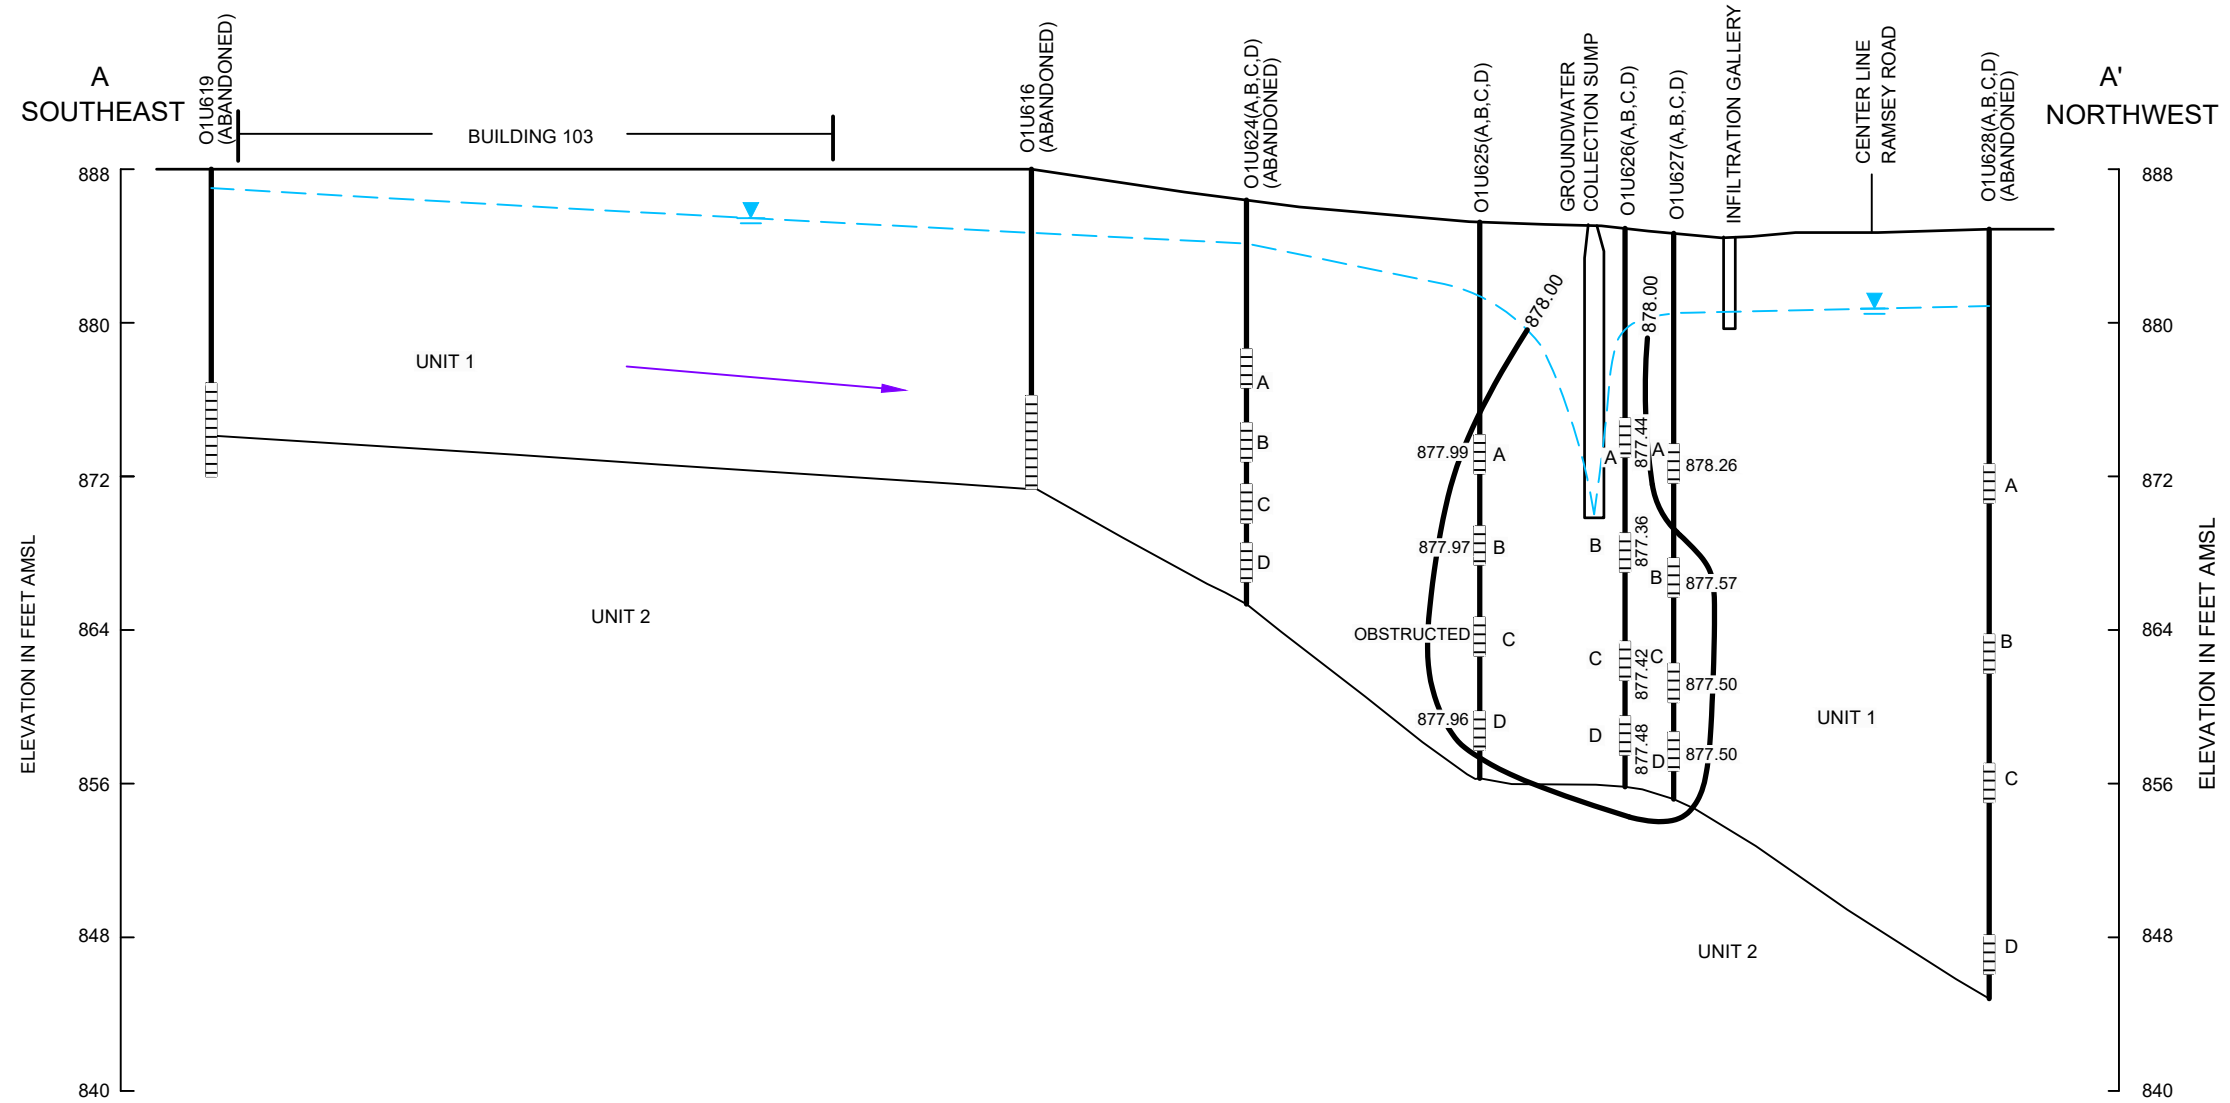 A
SOUTHEAST
O1U619
(ABANDONED)
BUILDING 103
O1U616
(ABANDONED)
O1U624(A,B,C,D)
(ABANDONED)
O1U625(A,B,C,D)
GROUNDWATER
COLLECTION SUMP
O1U626(A,B,C,D)
O1U627(A,B,C,D)
INFILTRATION GALLERY
CENTER LINE
RAMSEY ROAD
O1U628(A,B,C,D)
(ABANDONED)
A'
NORTHWEST
ELEVATION IN FEET AMSL
888
880
872
864
856
848
840
UNIT 1
UNIT 2
A
B
C
D
878.00
877.99
A
877.97
B
OBSTRUCTED
C
877.96
D
A
877.44
B
877.36
C
877.42
D
877.48
878.00
A
878.26
B
877.57
C
877.50
D
877.50
UNIT 1
UNIT 2
A
B
C
D
888
880
872
864
856
848
840
ELEVATION IN FEET AMSL